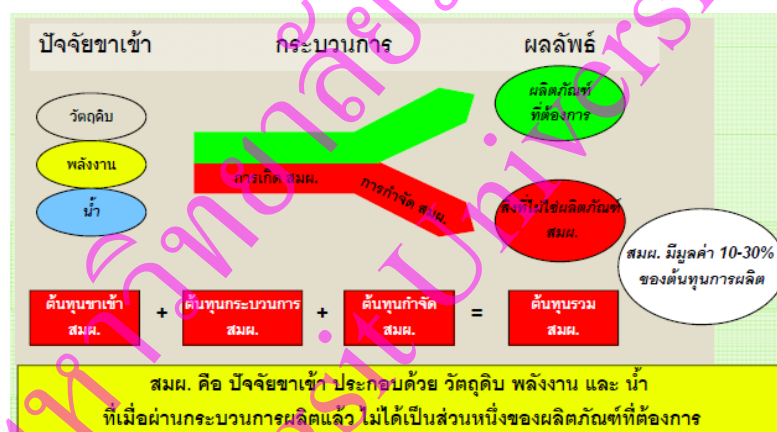 ปัจจัยขาเข้า กระบวนการ ผลลัพธ์
วัตถุดิบ
พลังงาน
น้ำ
การเกิด สมผ.
การกำจัด สมผ.
ผลิตภัณฑ์
ที่ต้องการ
สิ่งที่ไม่ใช่ผลิตภัณฑ์
สมผ.
สมผ. มีมูลค่า 10-30%
ของต้นทุนการผลิต
ต้นทุนขาเข้า
สมผ.
+
ต้นทุนกระบวนการ
สมผ.
+
ต้นทุนกำจัด
สมผ.
=
ต้นทุนรวม
สมผ.
สมผ. คือ ปัจจัยขาเข้า ประกอบด้วย วัตถุดิบ พลังงาน และ น้ำ
ที่เมื่อผ่านกระบวนการผลิตแล้ว ไม่ได้เป็นส่วนหนึ่งของผลิตภัณฑ์ที่ต้องการ